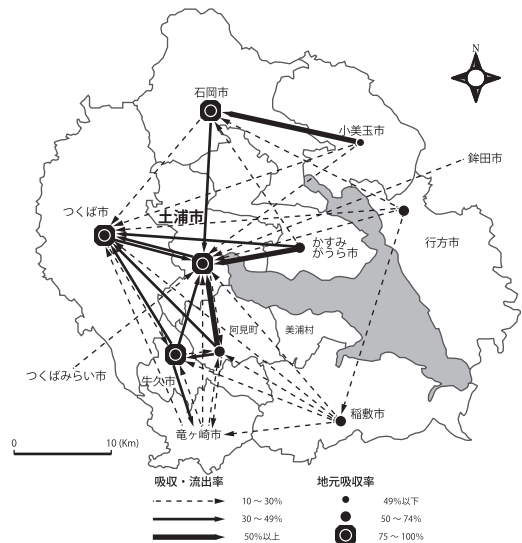 N
石岡市
小美玉市
鉾田市
つくば市
土浦市
かすみ
がうら市
行方市
阿見町
美浦村
つくばみらい市
牛久市
稲敷市
竜ヶ崎市
0 10 (Km)
吸収・流出率
10 〜 30%
30 〜 49%
50%以上
地元吸収率
49%以下
50 〜 74%
75 〜 100%